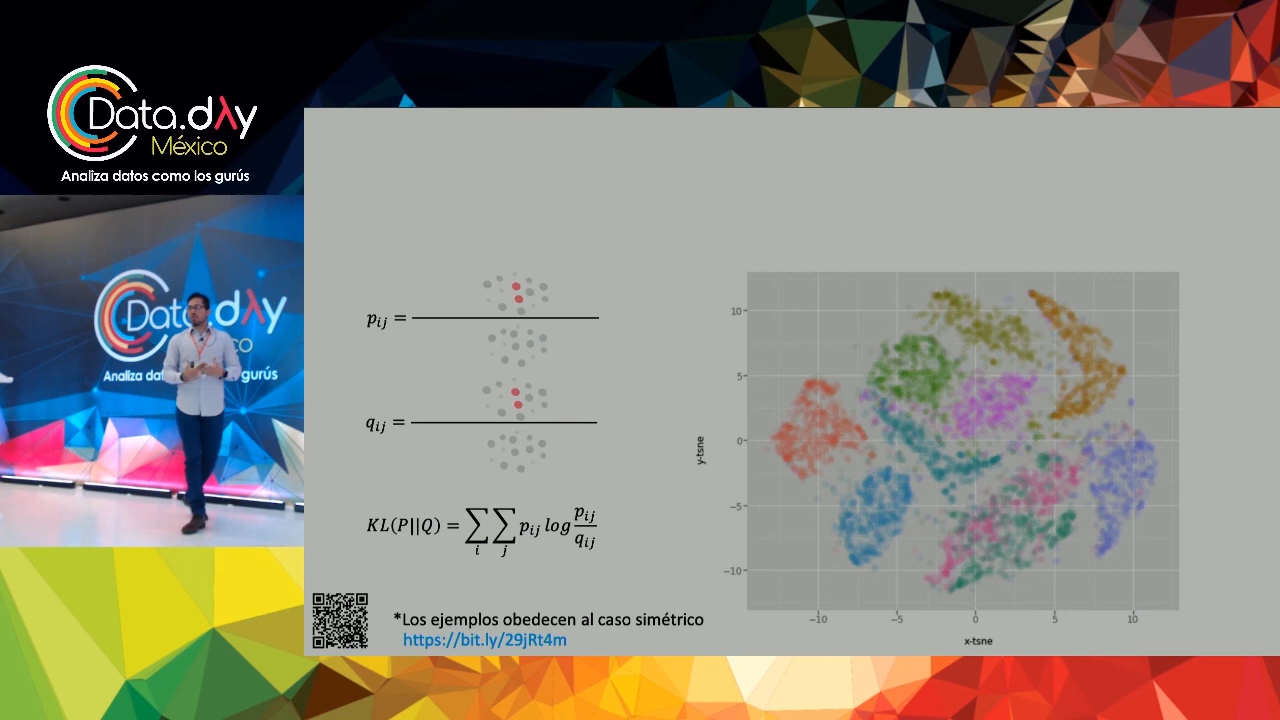 Data.dλy
México
Analiza datos como los gurús
Data.dλy
Analiza dat
gurús
p_ij =
q_ij =
KL(P||Q) = ∑_i ∑_j p_ij log p_ij/q_ij
*Los ejemplos obedecen al caso simétrico
https://bit.ly/29jRt4m
y-tsne
10
5
0
−5
−10
−10
−5
0
5
10
x-tsne